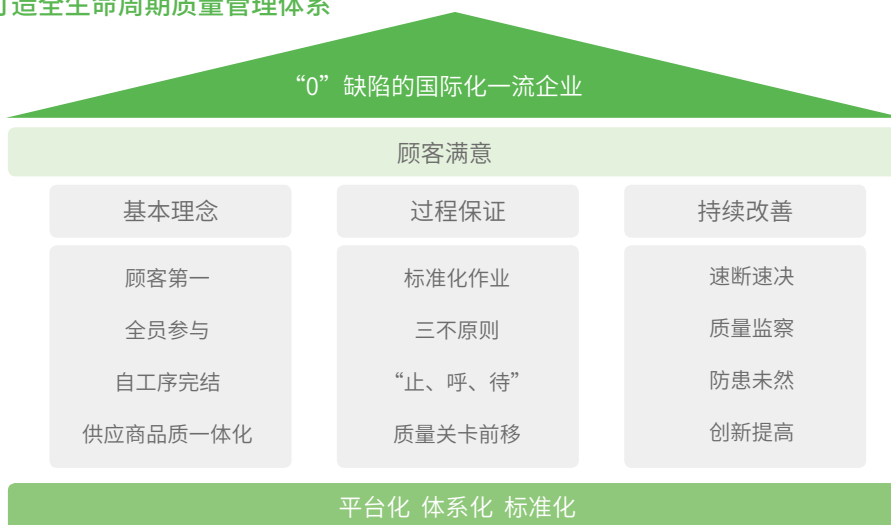 打造全生命周期质量管理体系
“0”缺陷的国际化一流企业
顾客满意
基本理念
过程保证
持续改善
顾客第一
全员参与
自工序完结
供应商品质一体化
标准化作业
三不原则
“止、呼、待”
质量关卡前移
速断速决
质量监察
防患未然
创新提高
平台化 体系化 标准化